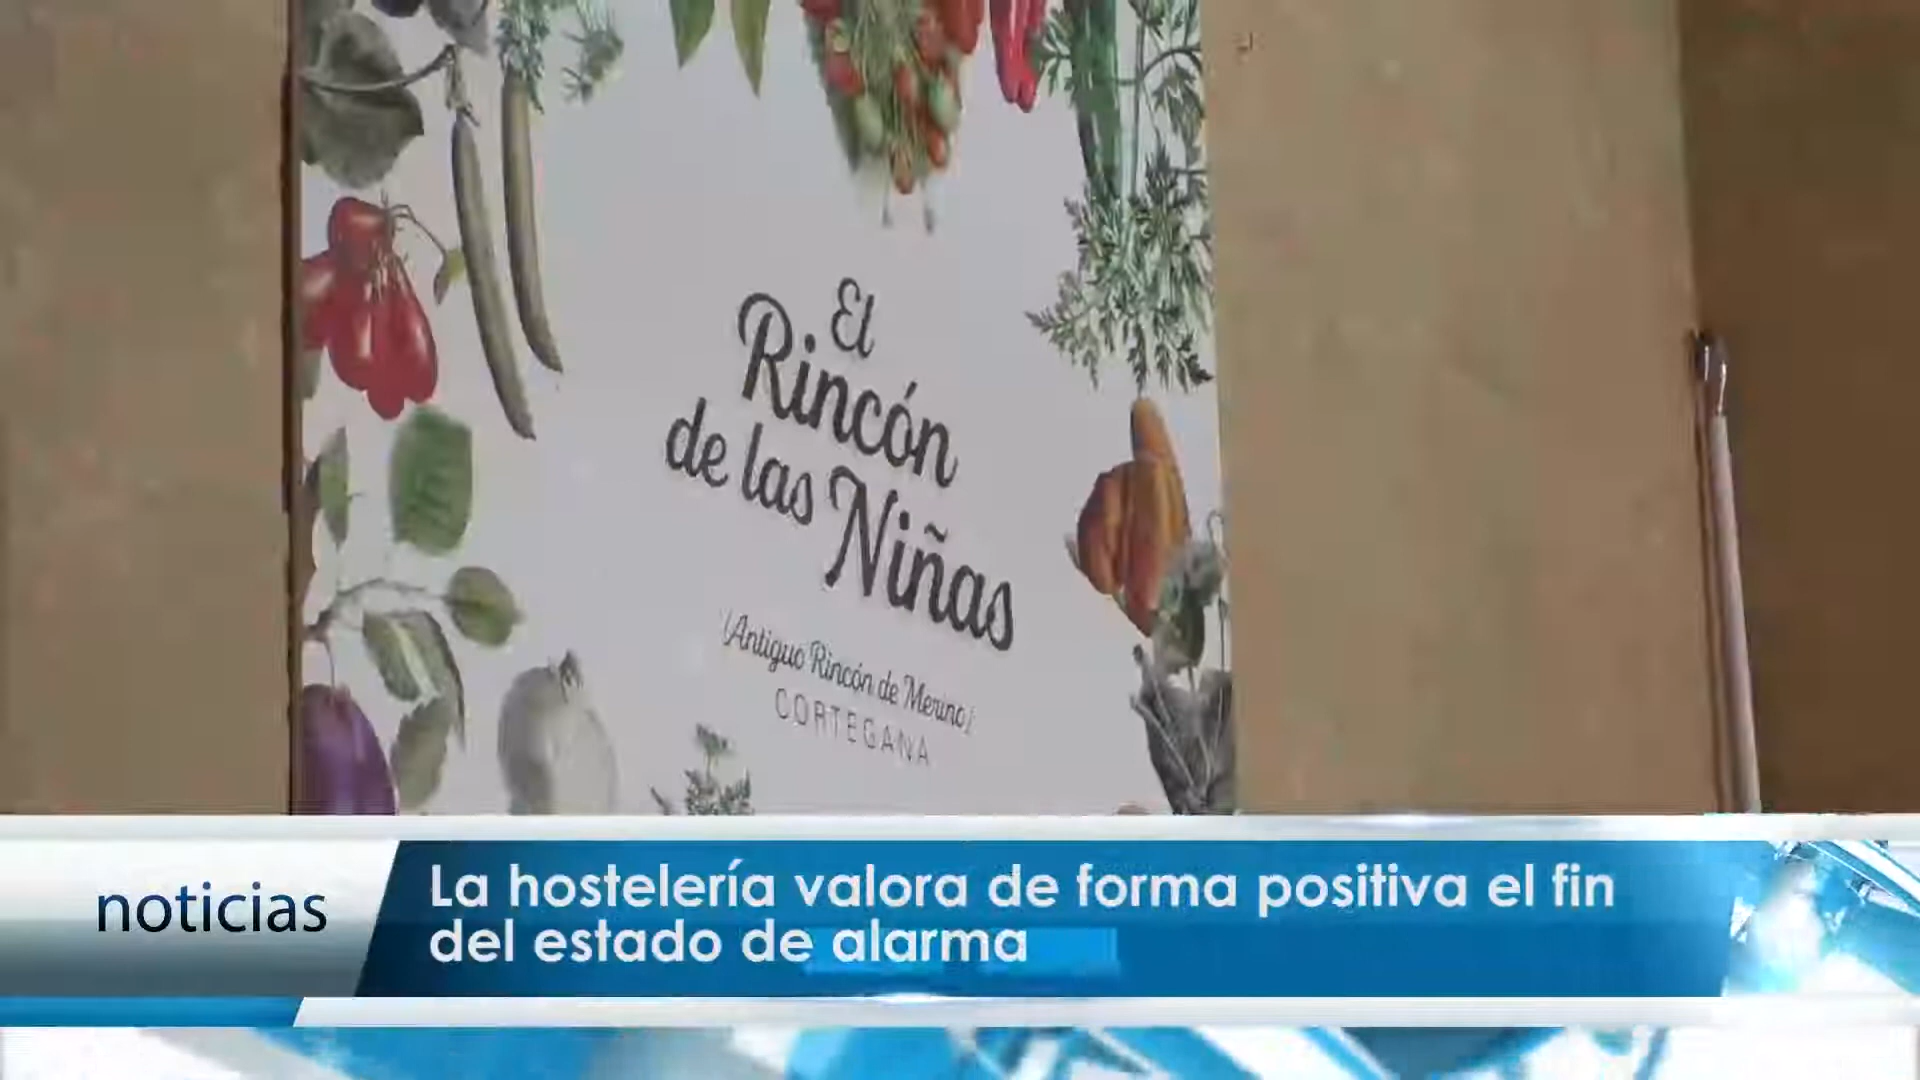 El
Rincón
de las Niñas
(Antiguo Rincón de Merino)
CORTEGANA
noticias
La hostelería valora de forma positiva el fin
del estado de alarma